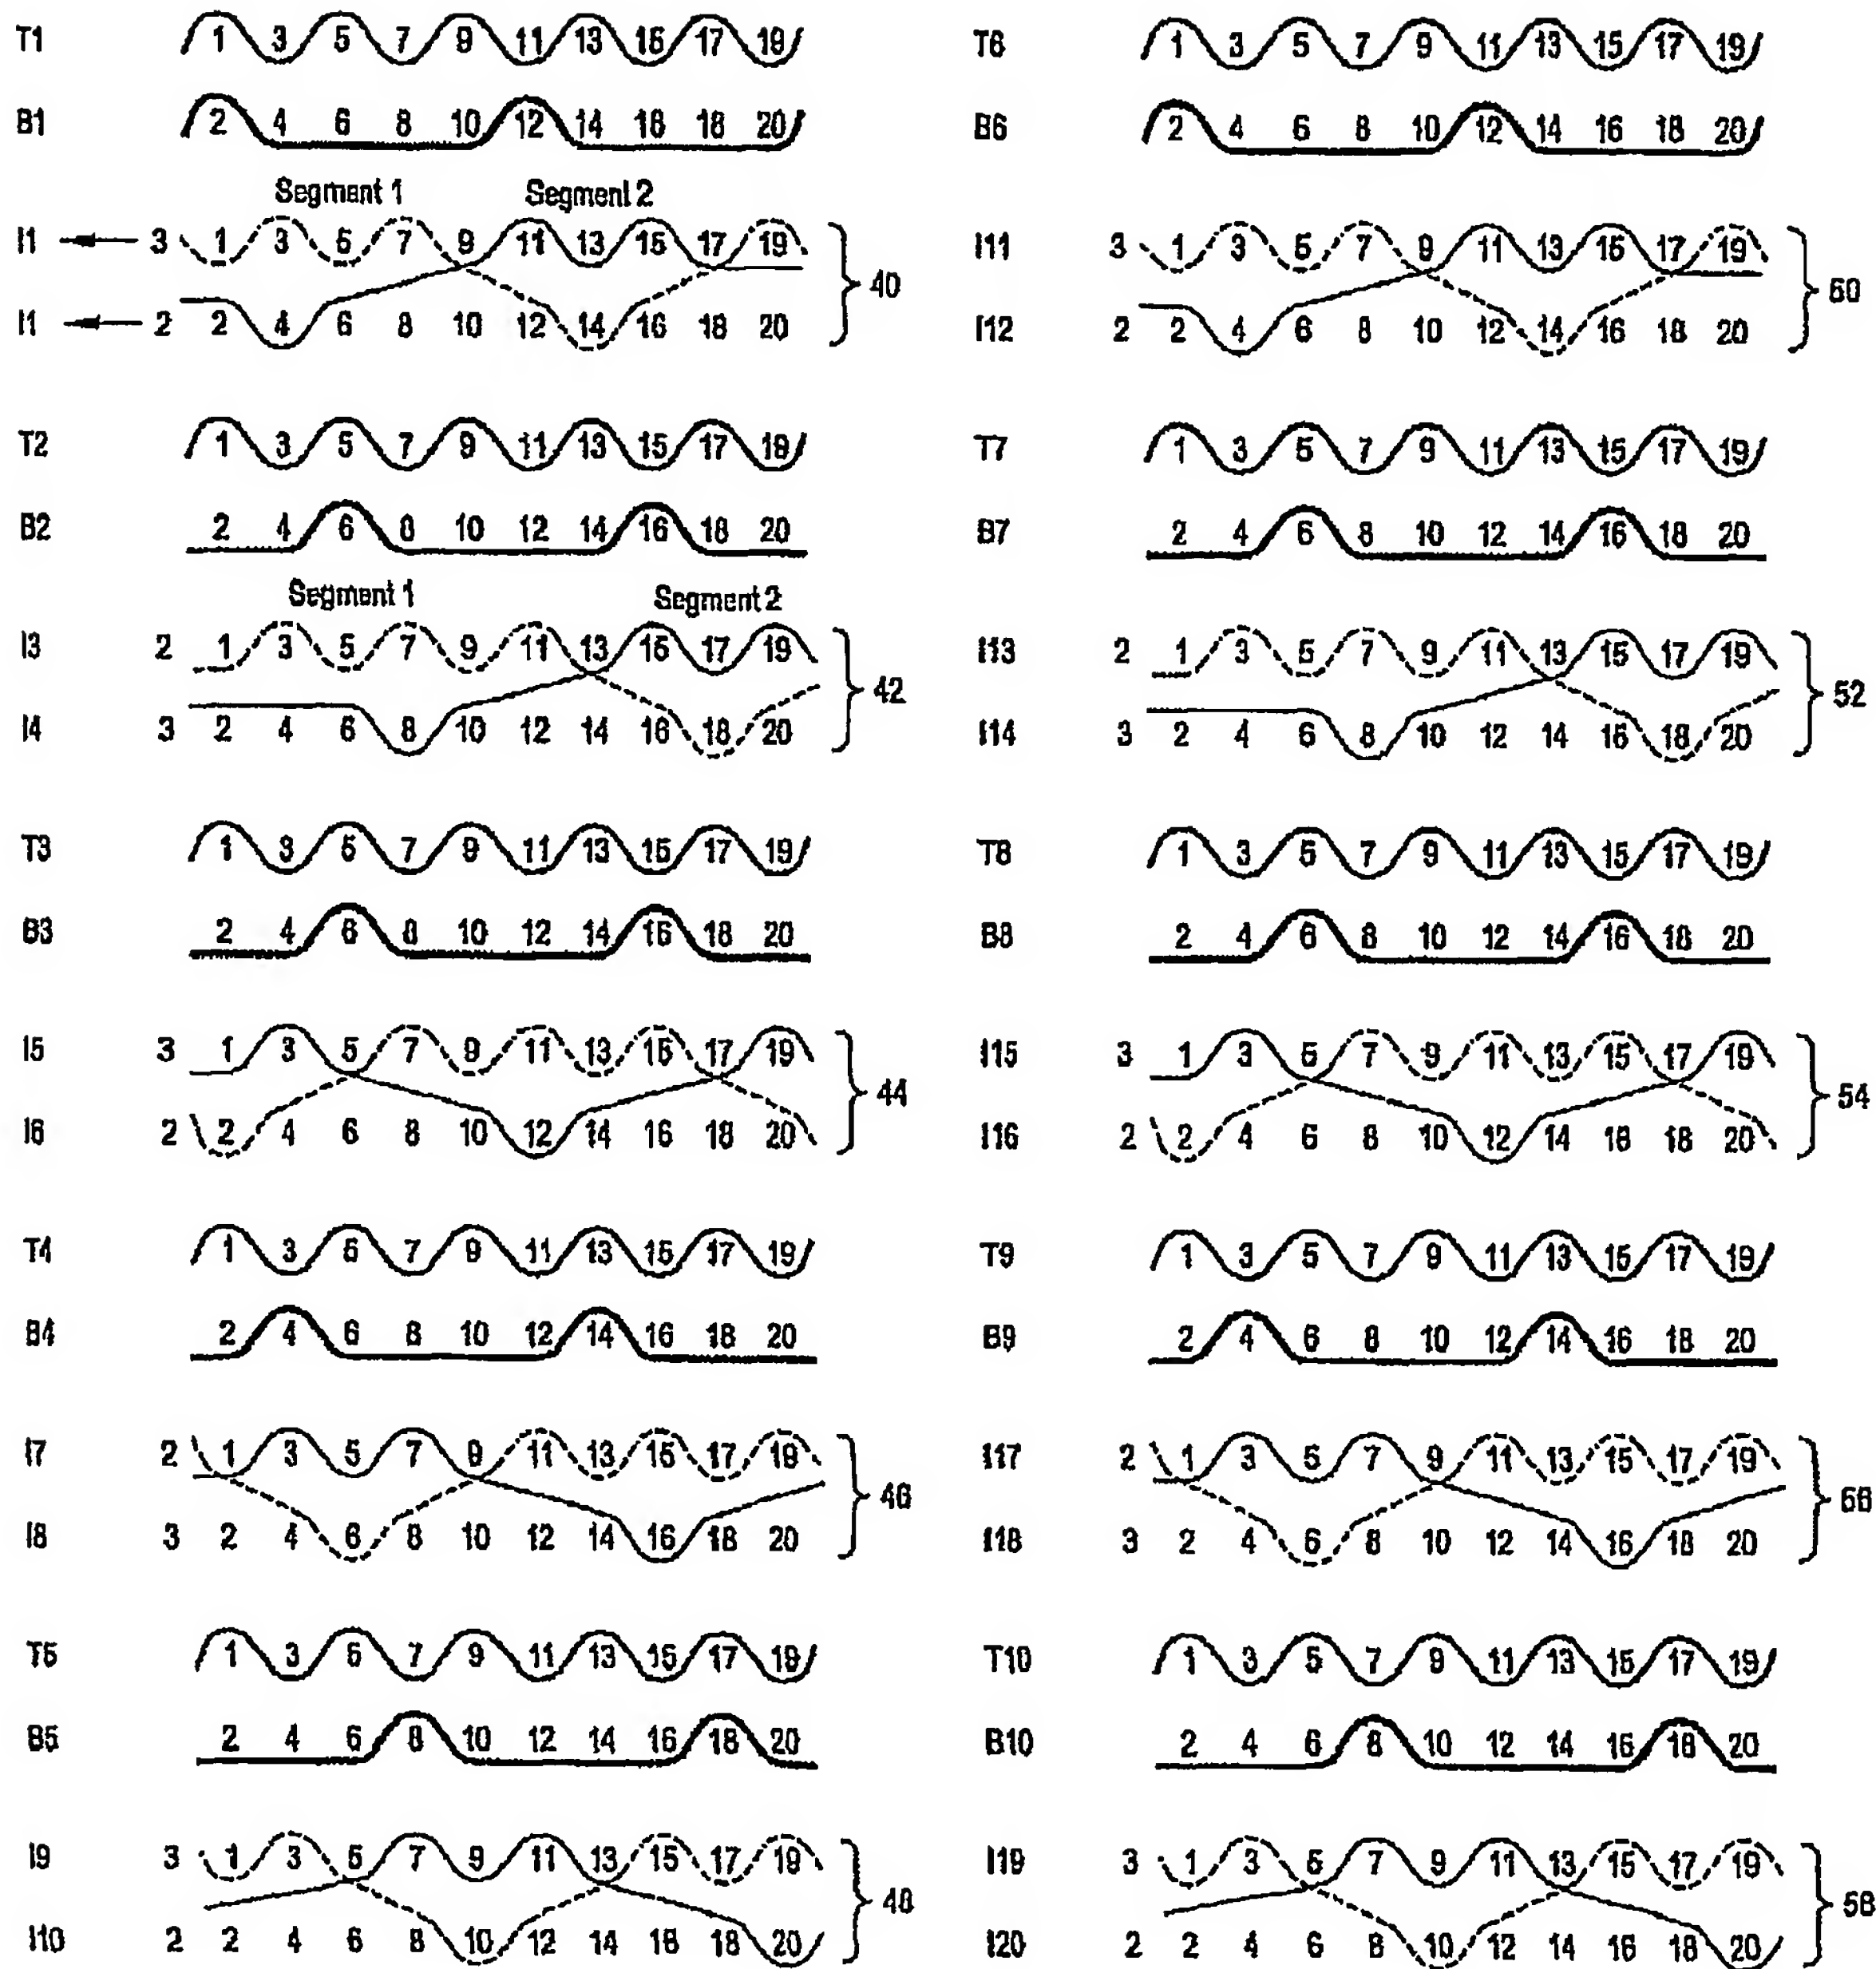 T1 1 3 5 7 9 11 13 15 17 19
B1 2 4 6 8 10 12 14 16 18 20
Segment 1 Segment 2
I1 3 1 3 5 7 9 11 13 15 17 19
40
I1 2 2 4 6 8 10 12 14 16 18 20
T2 1 3 5 7 9 11 13 15 17 19
B2 2 4 6 8 10 12 14 16 18 20
Segment 1 Segment 2
I3 2 1 3 5 7 9 11 13 15 17 19
42
I4 3 2 4 6 8 10 12 14 16 18 20
T3 1 3 5 7 9 11 13 15 17 19
B3 2 4 6 8 10 12 14 16 18 20
I5 3 1 3 5 7 9 11 13 15 17 19
44
I6 2 2 4 6 8 10 12 14 16 18 20
T4 1 3 5 7 9 11 13 15 17 19
B4 2 4 6 8 10 12 14 16 18 20
I7 2 1 3 5 7 9 11 13 15 17 19
46
I8 3 2 4 6 8 10 12 14 16 18 20
T5 1 3 5 7 9 11 13 15 17 19
B5 2 4 6 8 10 12 14 16 18 20
I9 3 1 3 5 7 9 11 13 15 17 19
48
I10 2 2 4 6 8 10 12 14 16 18 20
T6 1 3 5 7 9 11 13 15 17 19
B6 2 4 6 8 10 12 14 16 18 20
I11 3 1 3 5 7 9 11 13 15 17 19
50
I12 2 2 4 6 8 10 12 14 16 18 20
T7 1 3 5 7 9 11 13 15 17 19
B7 2 4 6 8 10 12 14 16 18 20
I13 2 1 3 5 7 9 11 13 15 17 19
52
I14 3 2 4 6 8 10 12 14 16 18 20
T8 1 3 5 7 9 11 13 15 17 19
B8 2 4 6 8 10 12 14 16 18 20
I15 3 1 3 5 7 9 11 13 15 17 19
54
I16 2 2 4 6 8 10 12 14 16 18 20
T9 1 3 5 7 9 11 13 15 17 19
B9 2 4 6 8 10 12 14 16 18 20
I17 2 1 3 5 7 9 11 13 15 17 19
56
I18 3 2 4 6 8 10 12 14 16 18 20
T10 1 3 5 7 9 11 13 15 17 19
B10 2 4 6 8 10 12 14 16 18 20
I19 3 1 3 5 7 9 11 13 15 17 19
58
I20 2 2 4 6 8 10 12 14 16 18 20